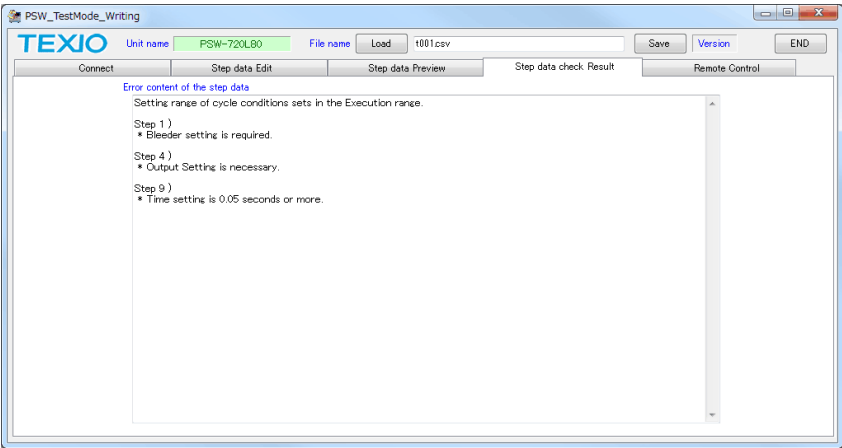 PSW_TestMode_Writing
TEXIO Unit name PSW-720L80 File name Load t001.csv Save Version END
Connect Step data Edit Step data Preview Step data check Result Remote Control
Error content of the step data
Setting range of cycle conditions sets in the Execution range.
Step 1 )
* Bleeder setting is required.
Step 4 )
* Output Setting is necessary.
Step 9 )
* Time setting is 0.05 seconds or more.